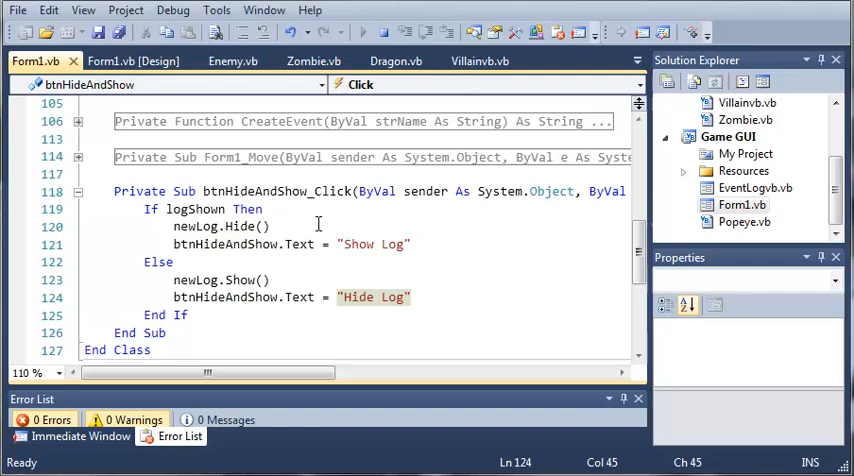 File Edit View Project Debug Tools Window Help
Form1.vb Form1.vb [Design] Enemy.vb Zombie.vb Dragon.vb Villainvb.vb
btnHideAndShow Click
105
106 Private Function CreateEvent(ByVal strName As String) As String ...
113
114 Private Sub Form1_Move(ByVal sender As System.Object, ByVal e As Syste
117
118 Private Sub btnHideAndShow_Click(ByVal sender As System.Object, ByVal
119 If logShown Then
120 newLog.Hide()
121 btnHideAndShow.Text = "Show Log"
122 Else
123 newLog.Show()
124 btnHideAndShow.Text = "Hide Log"
125 End If
126 End Sub
127 End Class
110 %
Solution Explorer
Villainvb.vb
Zombie.vb
Game GUI
My Project
Resources
EventLogvb.vb
Form1.vb
Popeye.vb
Properties
Error List
0 Errors 0 Warnings 0 Messages
Immediate Window Error List
Ready Ln 124 Col 45 Ch 45 INS